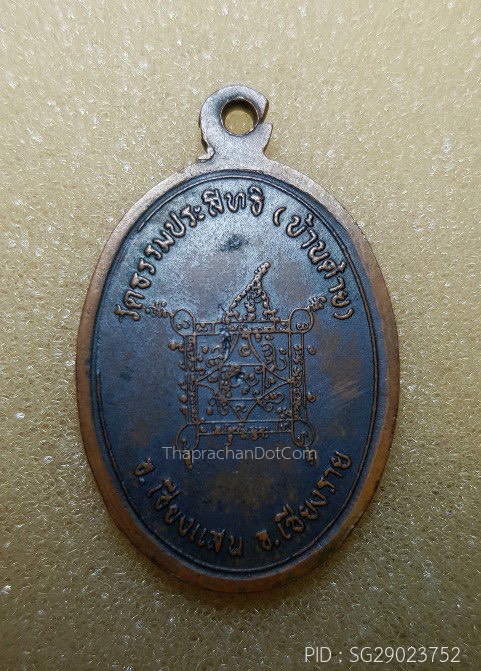 วัดธรรมประสิทธิ (บ้านด้าย)
อ.เชียงแสน จ.เชียงราย
ThaprachanDotCom
PID : SG29023752